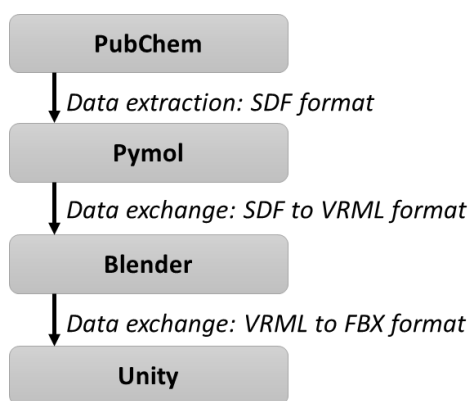 PubChem
Data extraction: SDF format
Pymol
Data exchange: SDF to VRML format
Blender
Data exchange: VRML to FBX format
Unity